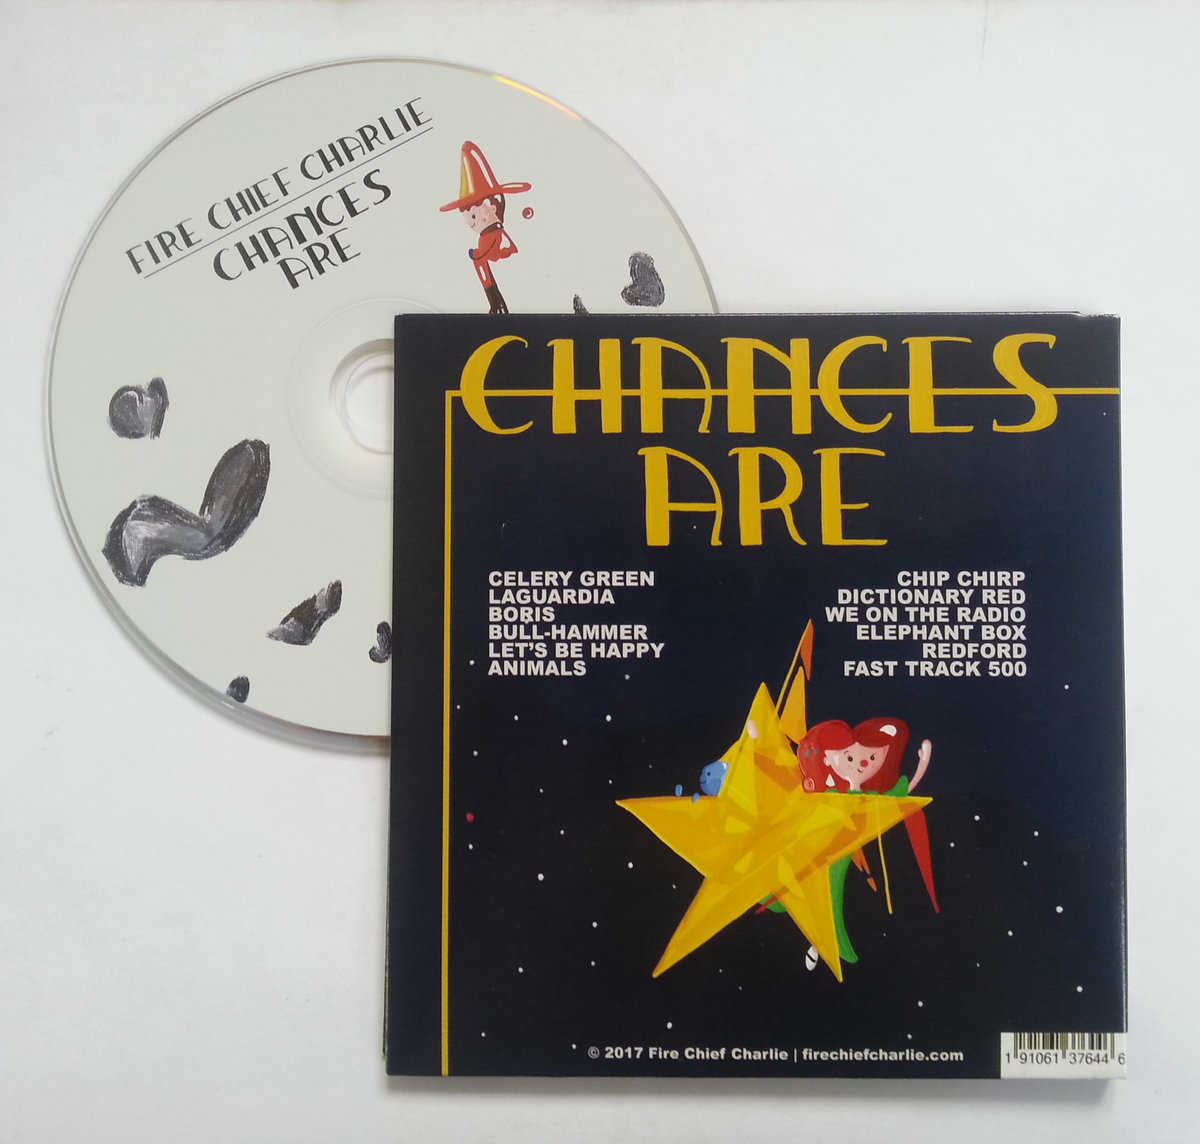 FIRE CHIEF CHARLIE
CHANCES
ARE
CHANCES
ARE
CELERY GREEN
LAGUARDIA
BORIS
BULL-HAMMER
LET'S BE HAPPY
ANIMALS
CHIP CHIRP
DICTIONARY RED
WE ON THE RADIO
ELEPHANT BOX
REDFORD
FAST TRACK 500
© 2017 Fire Chief Charlie | firechiefcharlie.com
1 91061 37644 6